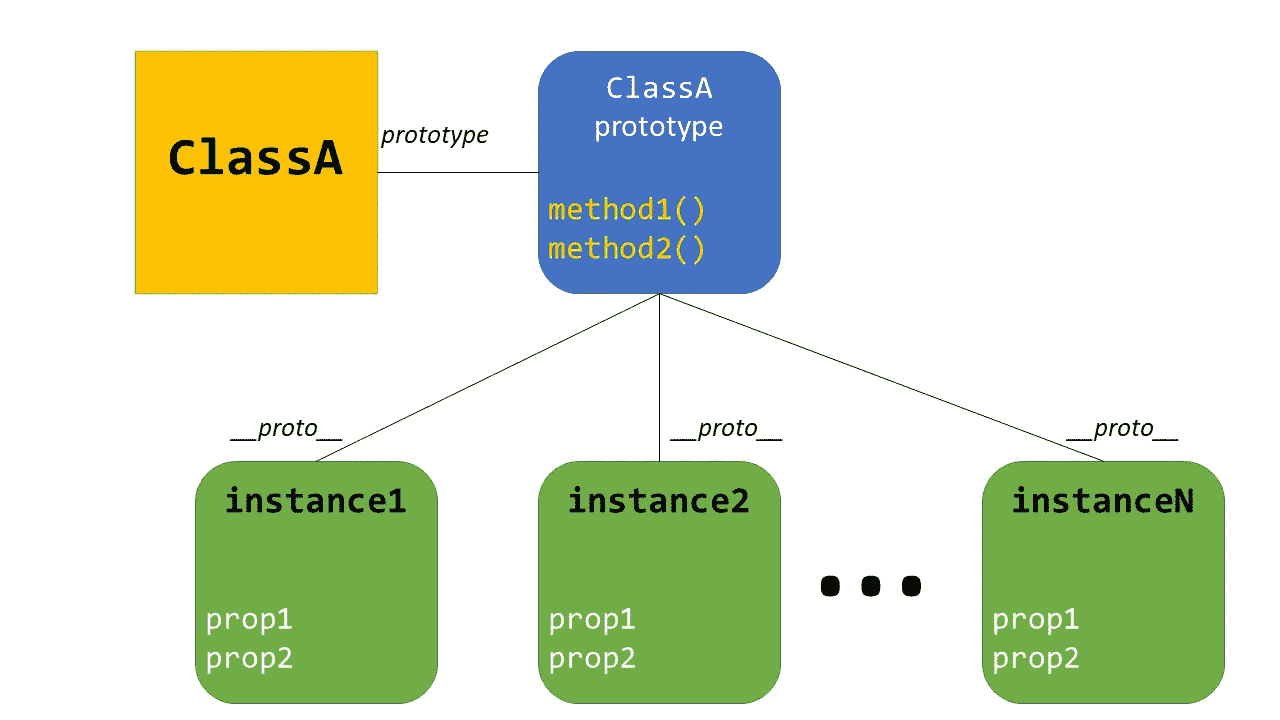 ClassA
prototype
ClassA
prototype
method1()
method2()
__proto__
__proto__
__proto__
instance1
prop1
prop2
instance2
prop1
prop2
...
instanceN
prop1
prop2